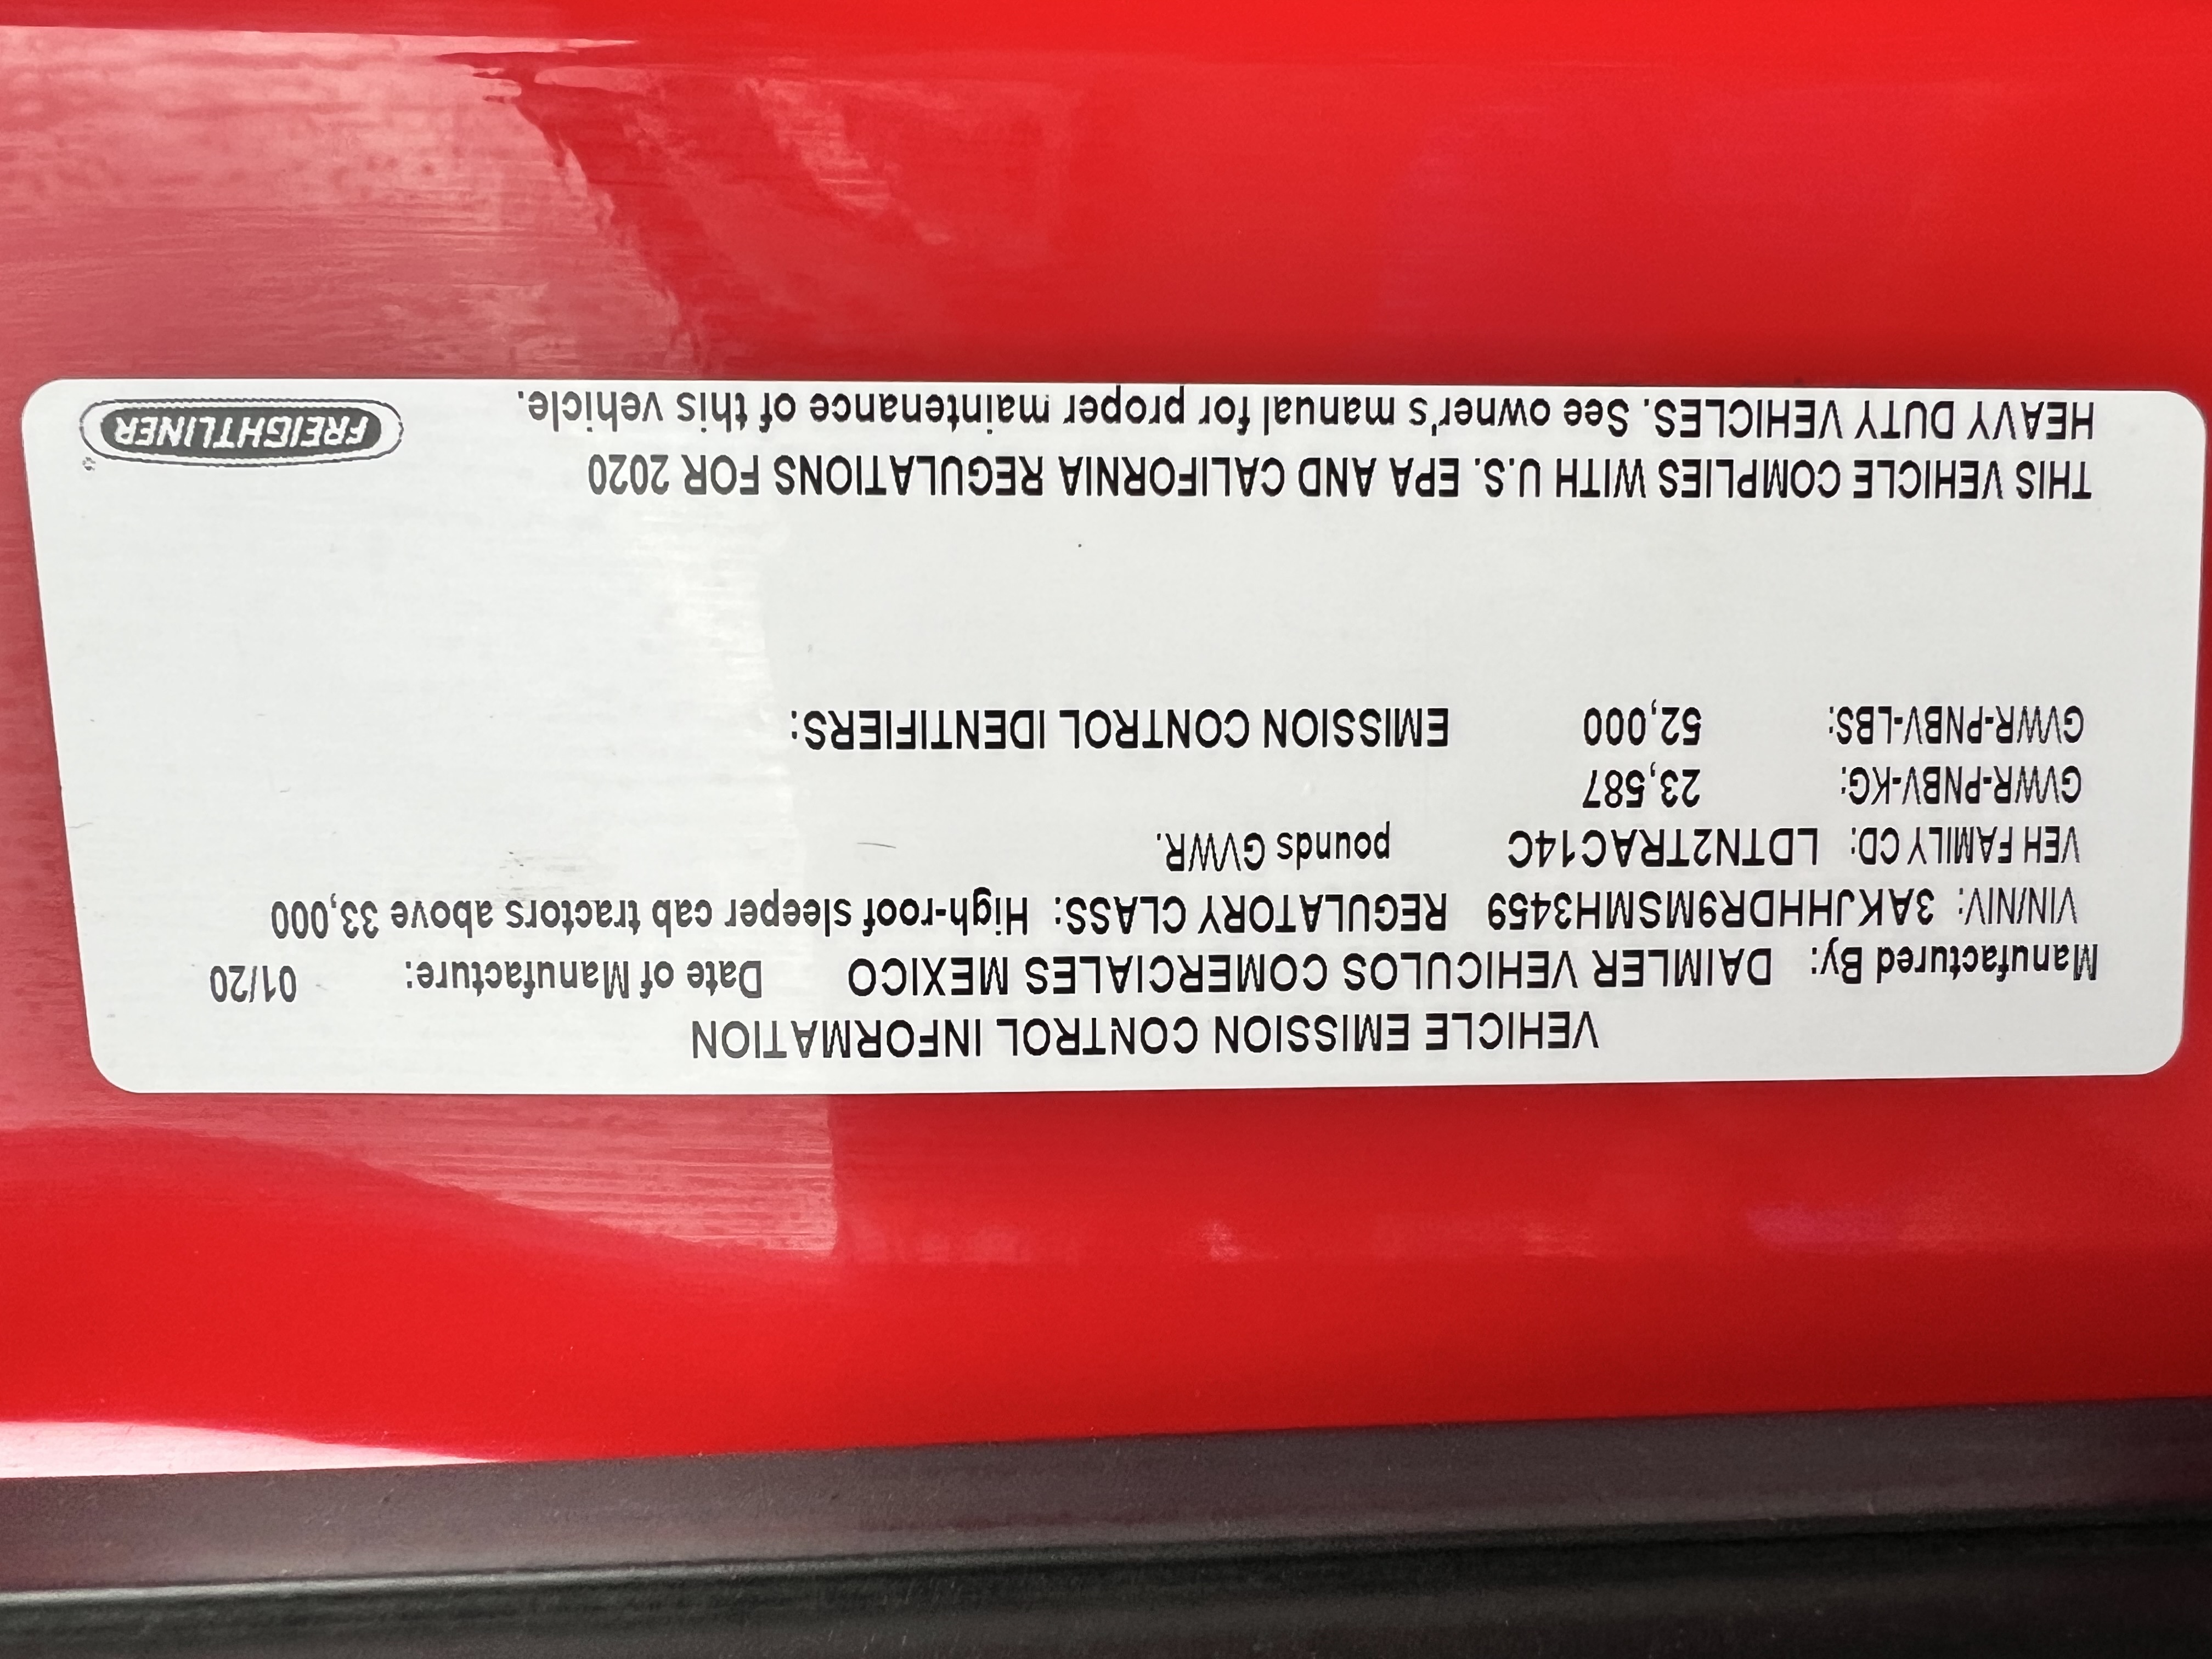 VEHICLE EMISSION CONTROL INFORMATION
Manufactured By: DAIMLER VEHICULOS COMERCIALES MEXICO Date of Manufacture: 01/20
VIN/NIV: 3AKJHHDR9MSMH3459 REGULATORY CLASS: High-roof sleeper cab tractors above 33,000
VEH FAMILY CD: LDTN2TRAC14C pounds GVWR.
GVWR-PNBV-KG: 23,587
GVWR-PNBV-LBS: 52,000 EMISSION CONTROL IDENTIFIERS:
THIS VEHICLE COMPLIES WITH U.S. EPA AND CALIFORNIA REGULATIONS FOR 2020
HEAVY DUTY VEHICLES. See owner's manual for proper maintenance of this vehicle.
FREIGHTLINER®